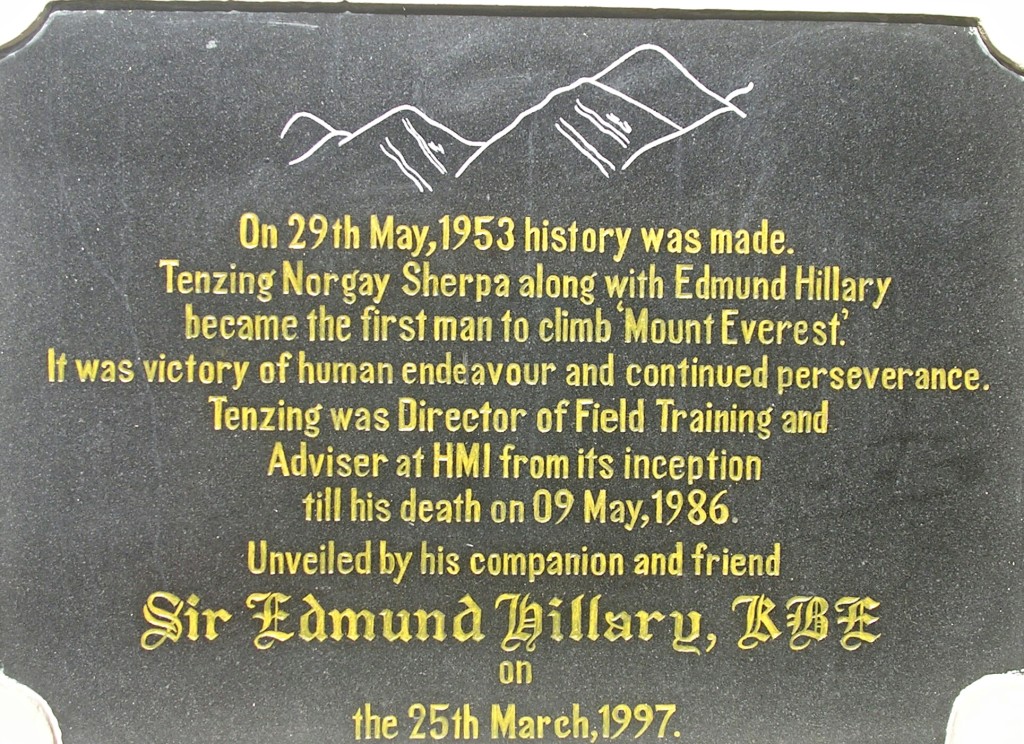 On 29th May,1953 history was made.
Tenzing Norgay Sherpa along with Edmund Hillary
became the first man to climb 'Mount Everest.'
It was victory of human endeavour and continued perseverance.
Tenzing was Director of Field Training and
Adviser at HMI from its inception
till his death on 09 May,1986.
Unveiled by his companion and friend
Sir Edmund Hillary, KBE
on
the 25th March,1997.